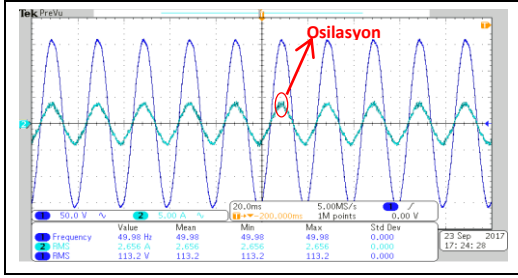 Tek PreVu
Osilasyon
1 50.0 V 2 5.00 A
20.0ms 5.00MS/s 1
-200.000ms 1M points 0.00 V
Value Mean Min Max Std Dev
1 Frequency 49.98 Hz 49.98 49.98 49.98 0.000
2 RMS 2.656 A 2.656 2.656 2.656 0.000
1 RMS 113.2 V 113.2 113.2 113.2 0.000
23 Sep 2017
17:24:28